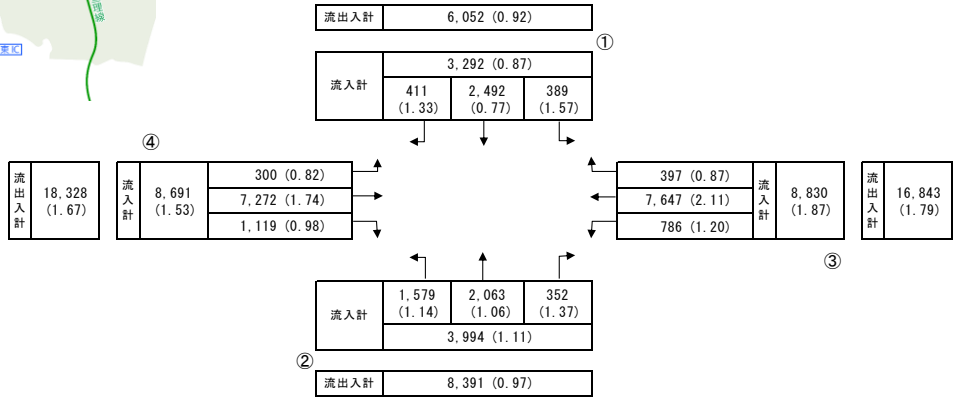 理線
東IC
流出入計 6,052 (0.92)
①
流入計 3,292 (0.87)
411 2,492 389
(1.33) (0.77) (1.57)
④
流出入計 18,328 (1.67)
流入計 8,691 (1.53)
300 (0.82)
7,272 (1.74)
1,119 (0.98)
397 (0.87)
7,647 (2.11)
786 (1.20)
流入計 8,830 (1.87)
流出入計 16,843 (1.79)
③
流入計
1,579 2,063 352
(1.14) (1.06) (1.37)
3,994 (1.11)
②
流出入計 8,391 (0.97)